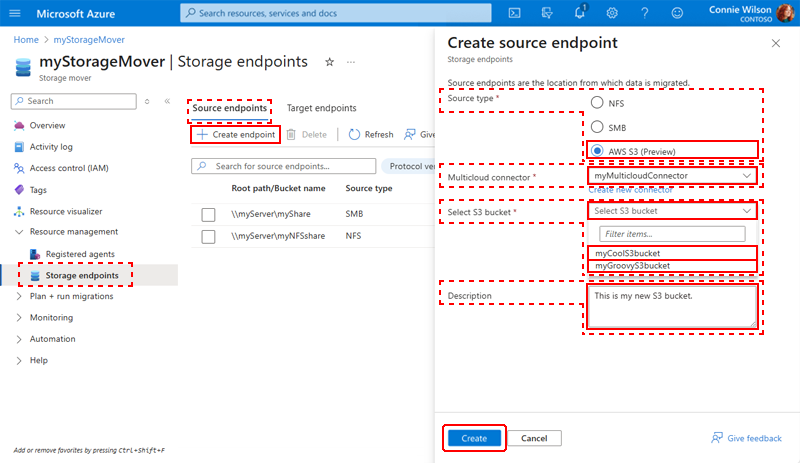 Microsoft Azure
Search resources, services and docs
1
Connie Wilson
CONTOSO
Home > myStorageMover
myStorageMover | Storage endpoints
Storage mover
Search
Overview
Activity log
Access control (IAM)
Tags
Resource visualizer
Resource management
Registered agents
Storage endpoints
Plan + run migrations
Monitoring
Automation
Help
Add or remove favorites by pressing Ctrl+Shift+F
Source endpoints Target endpoints
Create endpoint Delete Refresh Give
Search for source endpoints... Protocol ver
Root path/Bucket name Source type
\\myServer\myShare SMB
\\myServer\myNFSshare NFS
Create source endpoint
Storage endpoints
Source endpoints are the location from which data is migrated.
Source type *
NFS
SMB
AWS S3 (Preview)
Multicloud connector * myMulticloudConnector
Create new connector
Select S3 bucket * Select S3 bucket
Filter items...
myCoolS3bucket
myGroovyS3bucket
Description This is my new S3 bucket.
Create Cancel Give feedback